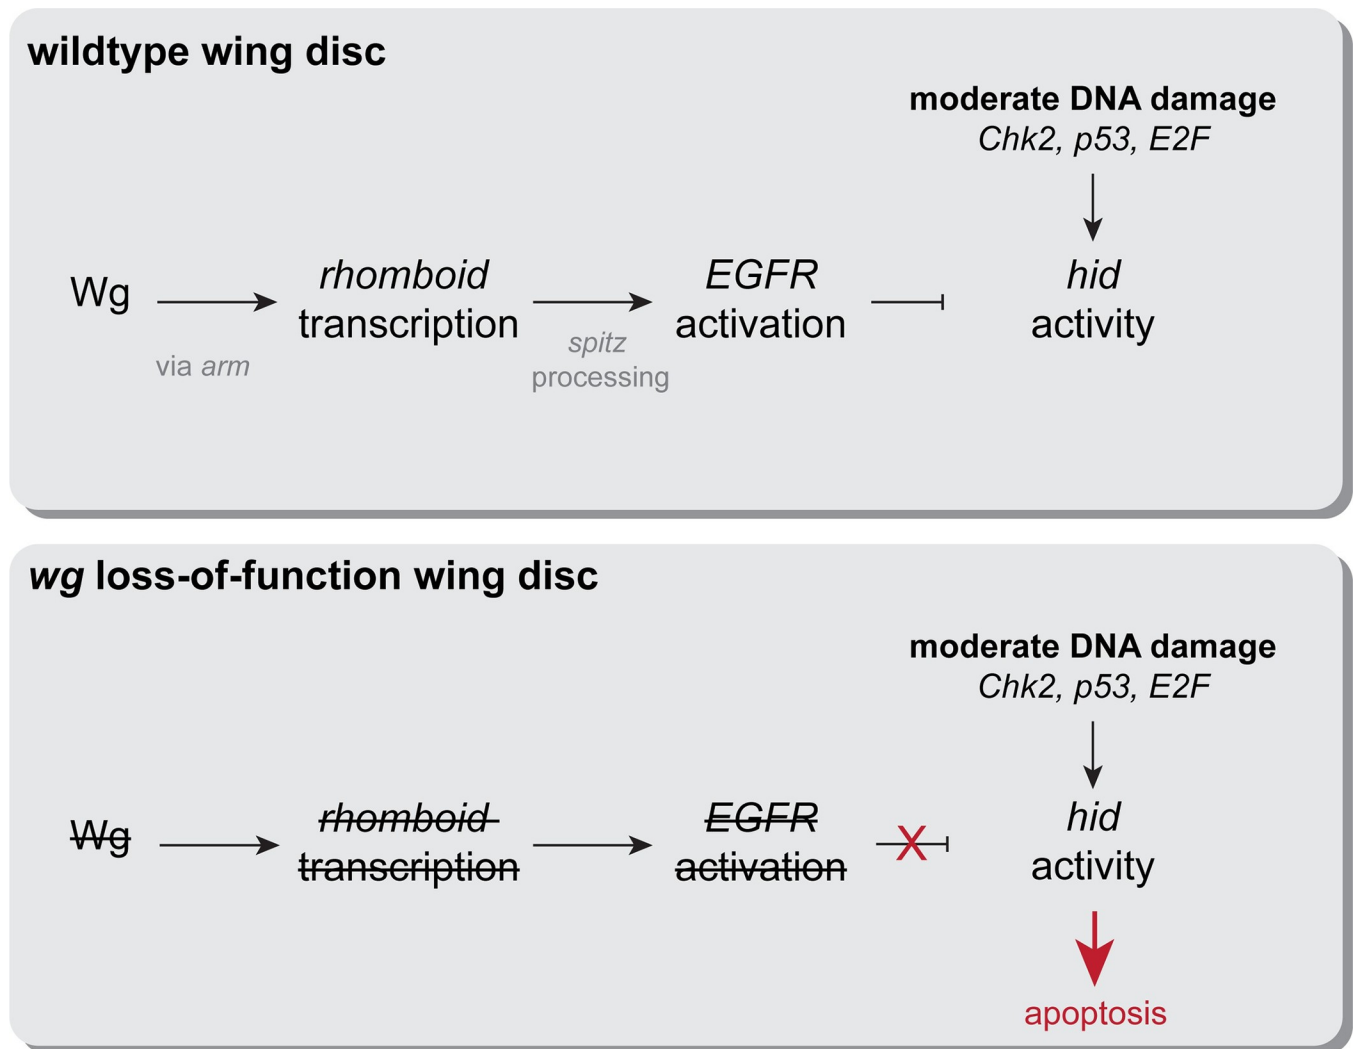 wildtype wing disc
moderate DNA damage
Chk2, p53, E2F
Wg
via arm
rhomboid
transcription
spitz
processing
EGFR
activation
hid
activity
wg loss-of-function wing disc
moderate DNA damage
Chk2, p53, E2F
Wg
rhomboid
transcription
EGFR
activation
X
hid
activity
apoptosis